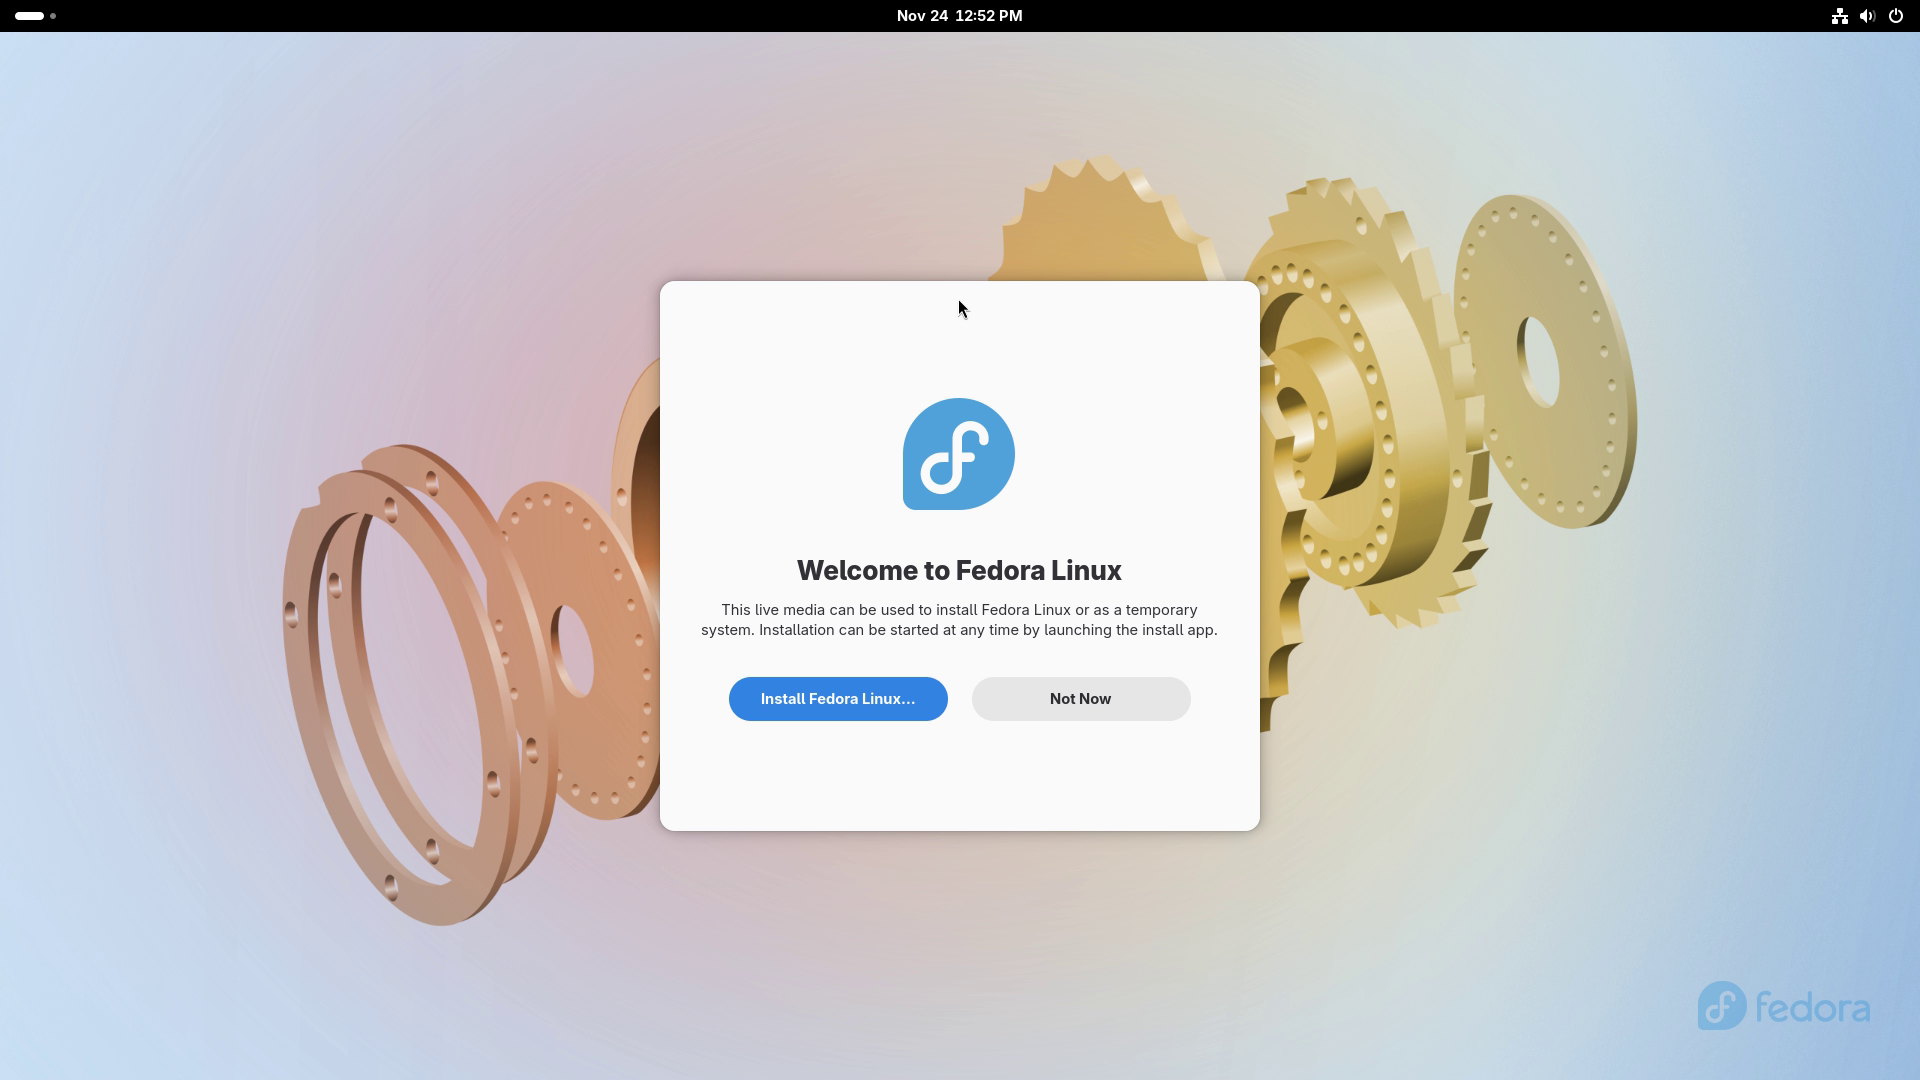 Nov 24 12:52 PM
Welcome to Fedora Linux
This live media can be used to install Fedora Linux or as a temporary
system. Installation can be started at any time by launching the install app.
Install Fedora Linux…
Not Now
fedora